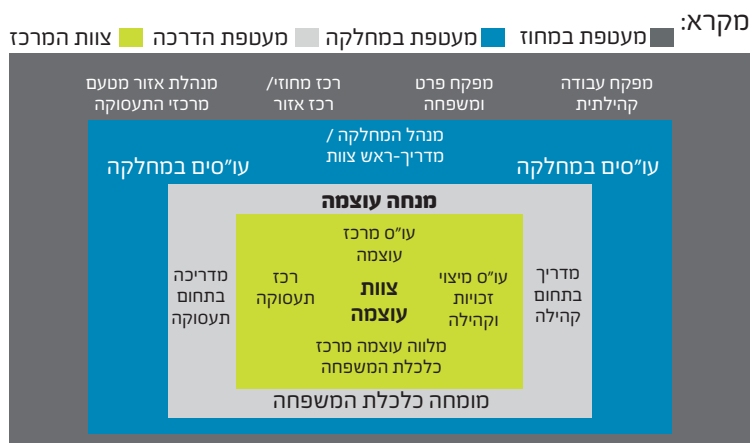 מקרא:
מעטפת במחוז
מעטפת במחלקה
מעטפת הדרכה
צוות המרכז
מפקח עבודה
קהילתית
מפקח פרט
ומשפחה
רכז מחוזי/
רכז אזור
מנהלת אזור מטעם
מרכזי התעסוקה
מנהל המחלקה /
מדריך-ראש צוות
עו"סים במחלקה
עו"סים במחלקה
מנחה עוצמה
עו"ס מרכז
עוצמה
מדריך
בתחום
קהילה
עו"ס מיצוי
זכויות
וקהילה
צוות
עוצמה
רכז
תעסוקה
מדריכה
בתחום
תעסוקה
מלווה עוצמה מרכז
כלכלת המשפחה
מומחה כלכלת המשפחה